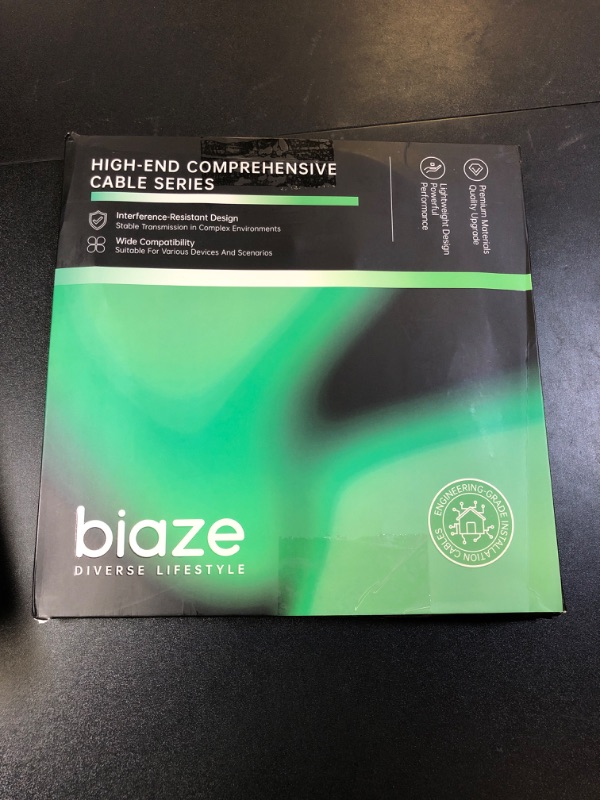 HIGH-END COMPREHENSIVE
CABLE SERIES
Interference-Resistant Design
Stable Transmission in Complex Environments
Wide Compatibility
Suitable For Various Devices And Scenarios
Premium Materials
Quality Upgrade
Lightweight Design
Powerful
Performance
biaze
DIVERSE LIFESTYLE
ENGINEERING-GRADE INSTALLATION CABLES